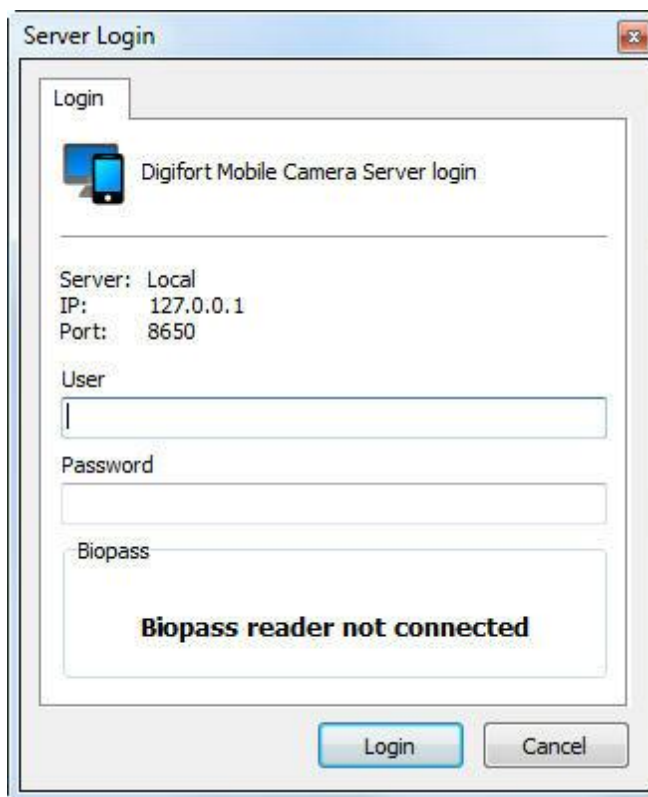 Server Login
Login
Digifort Mobile Camera Server login
Server: Local
IP: 127.0.0.1
Port: 8650
User
Password
Biopass
Biopass reader not connected
Login Cancel